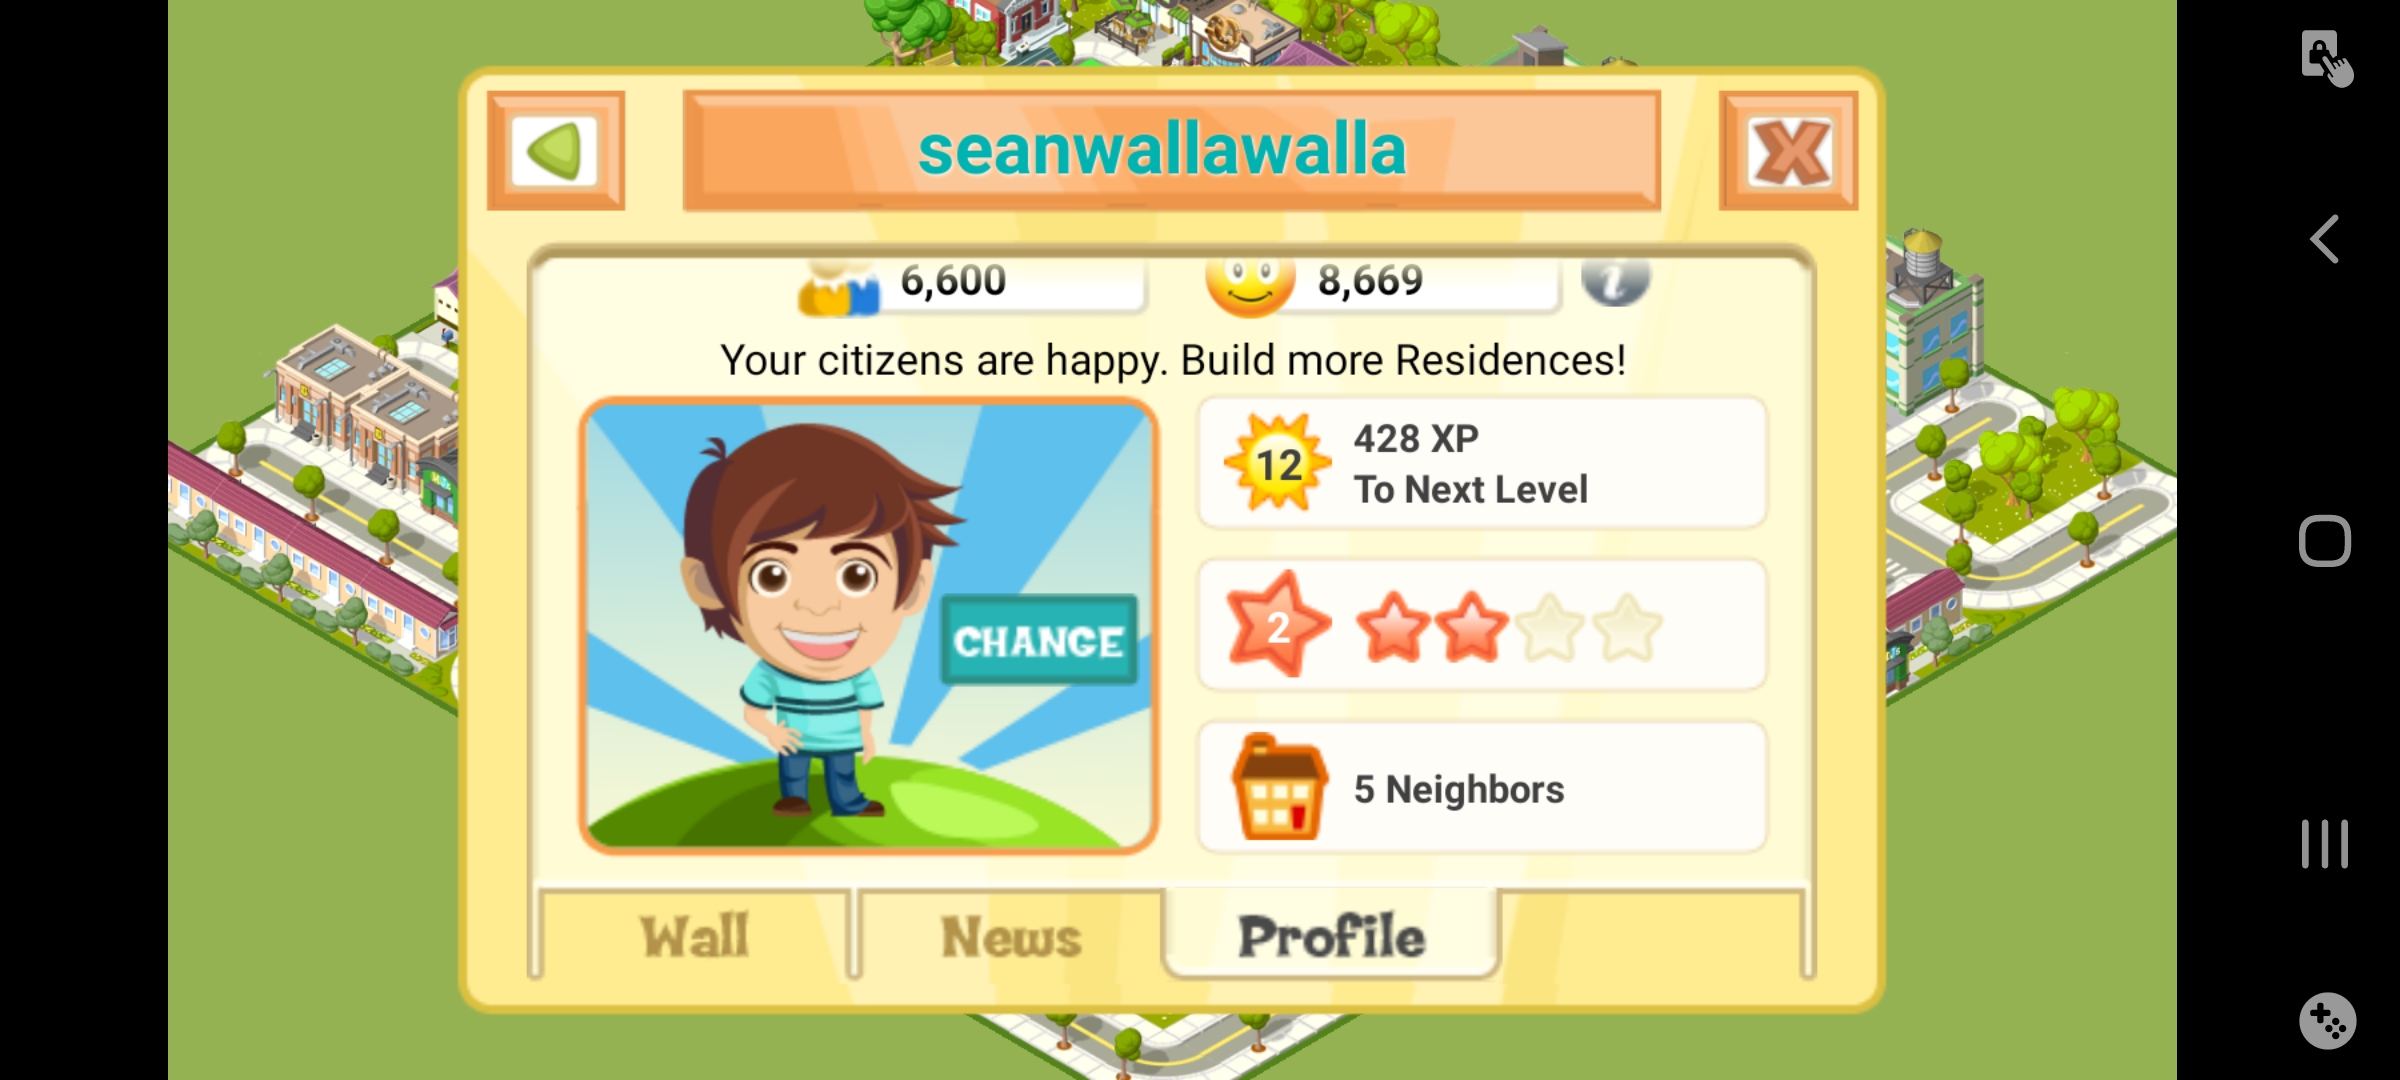 seanwallawalla
6,600
8,669
i
Your citizens are happy. Build more Residences!
12
428 XP
To Next Level
2
CHANGE
5 Neighbors
Wall
News
Profile